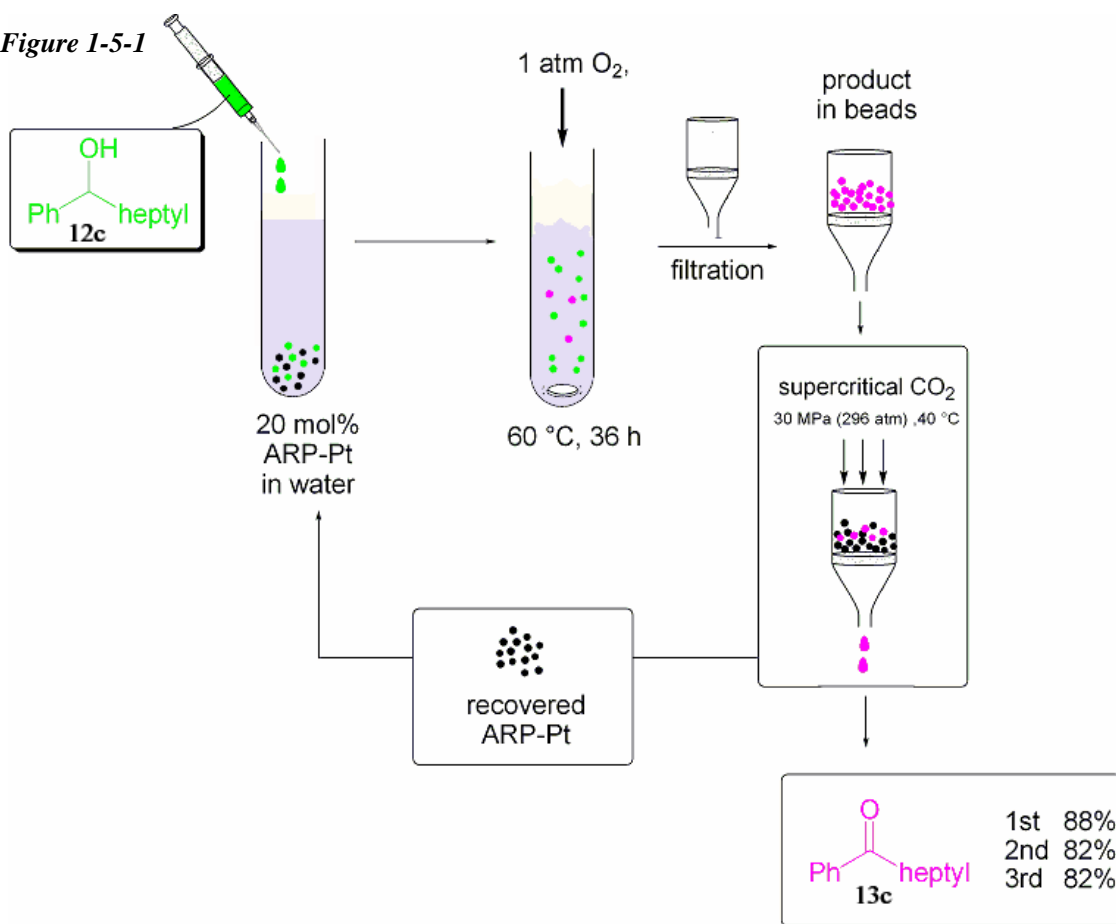 Figure 1-5-1
OH
Ph
heptyl
12c
20 mol%
ARP-Pt
in water
1 atm O2,
60 °C, 36 h
filtration
product
in beads
supercritical CO2
30 MPa (296 atm) ,40 °C
recovered
ARP-Pt
O
Ph
heptyl
13c
1st 88%
2nd 82%
3rd 82%